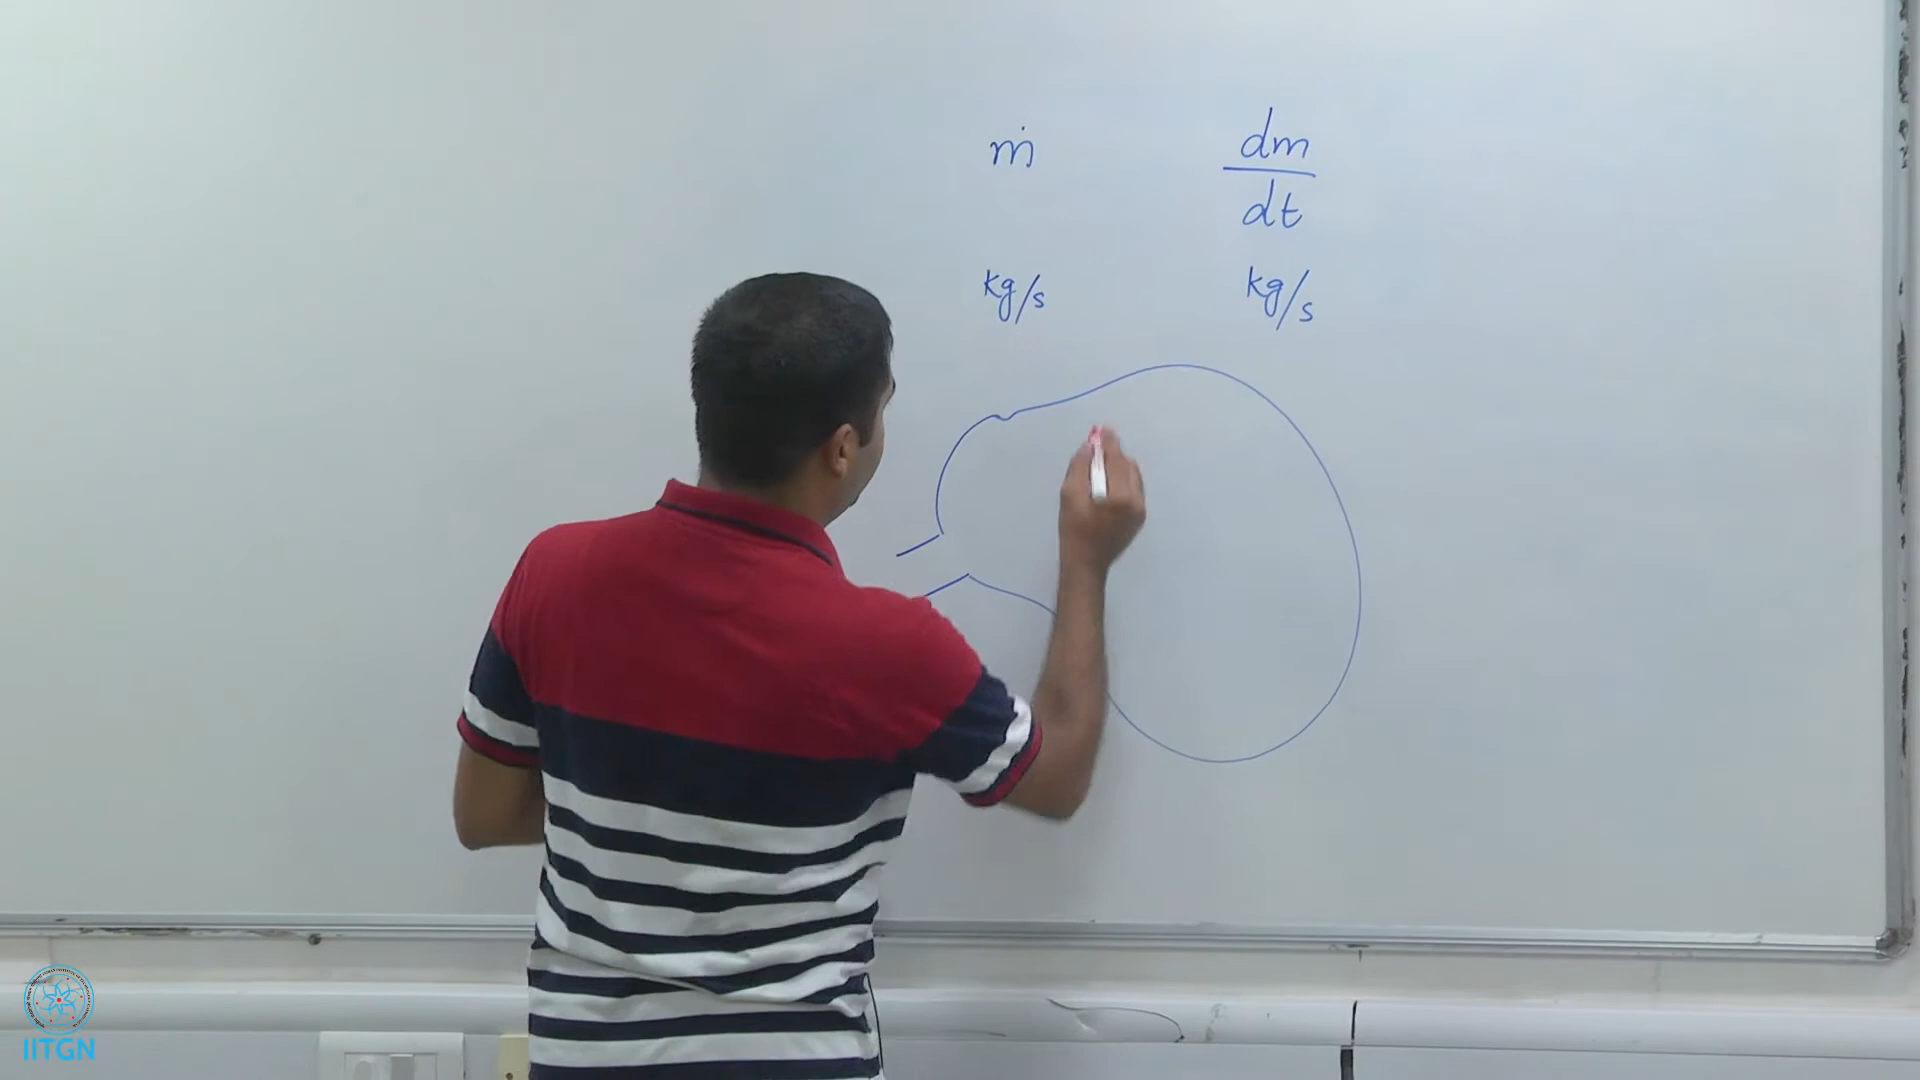 ṁ dm/dt
kg/s kg/s
IITGN